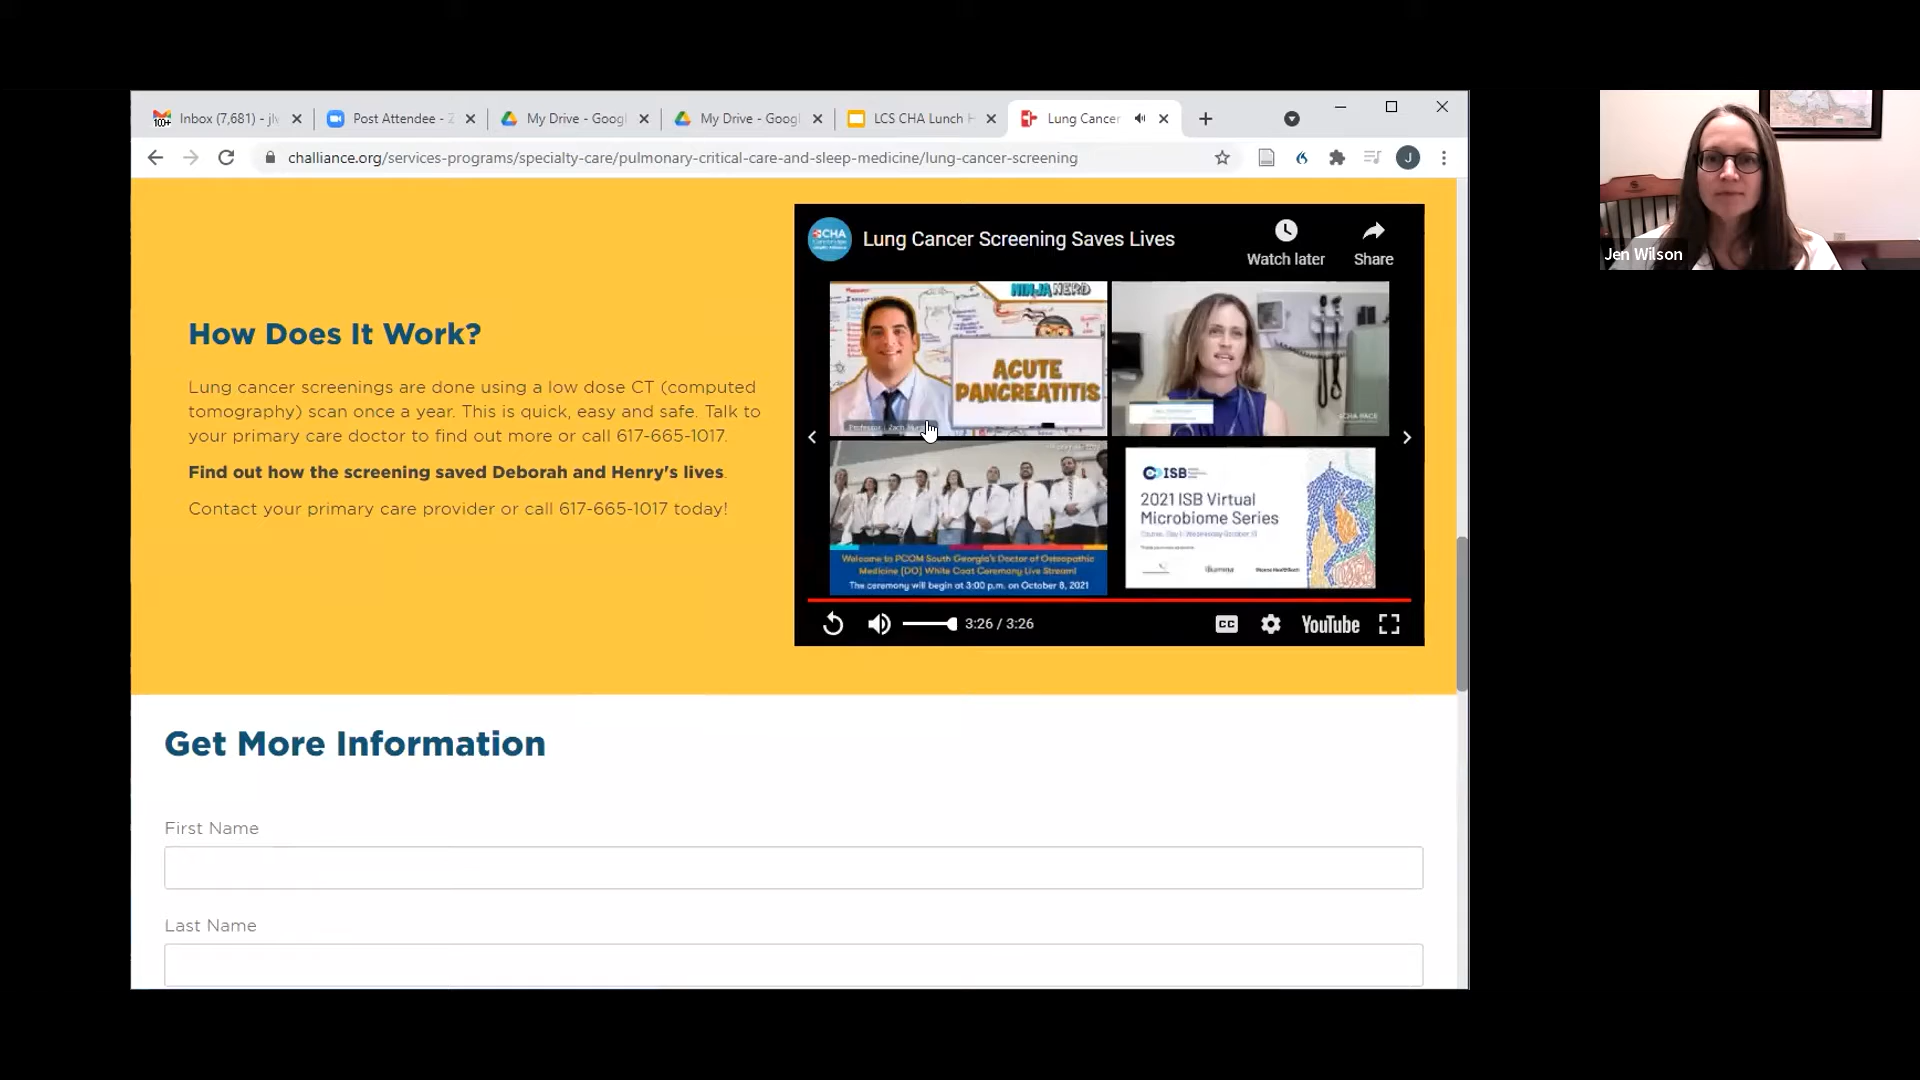 Inbox (7,681) - jl
Post Attendee - Z
My Drive - Googl
My Drive - Googl
LCS CHA Lunch H
Lung Cancer
challiance.org/services-programs/specialty-care/pulmonary-critical-care-and-sleep-medicine/lung-cancer-screening
J
Jen Wilson
How Does It Work?
Lung cancer screenings are done using a low dose CT (computed
tomography) scan once a year. This is quick, easy and safe. Talk to
your primary care doctor to find out more or call 617-665-1017.
Find out how the screening saved Deborah and Henry's lives.
Contact your primary care provider or call 617-665-1017 today!
CHA
Lung Cancer Screening Saves Lives
Watch later
Share
NINJA NERD
ACUTE
PANCREATITIS
CHA PACE
Welcome to PCOM South Georgia's Doctor of Osteopathic
Medicine (DO) White Coat Ceremony Live Stream!
The ceremony will begin at 3:00 p.m. on October 8, 2021
ISB
2021 ISB Virtual
Microbiome Series
3:26 / 3:26
CC
YouTube
Get More Information
First Name
Last Name